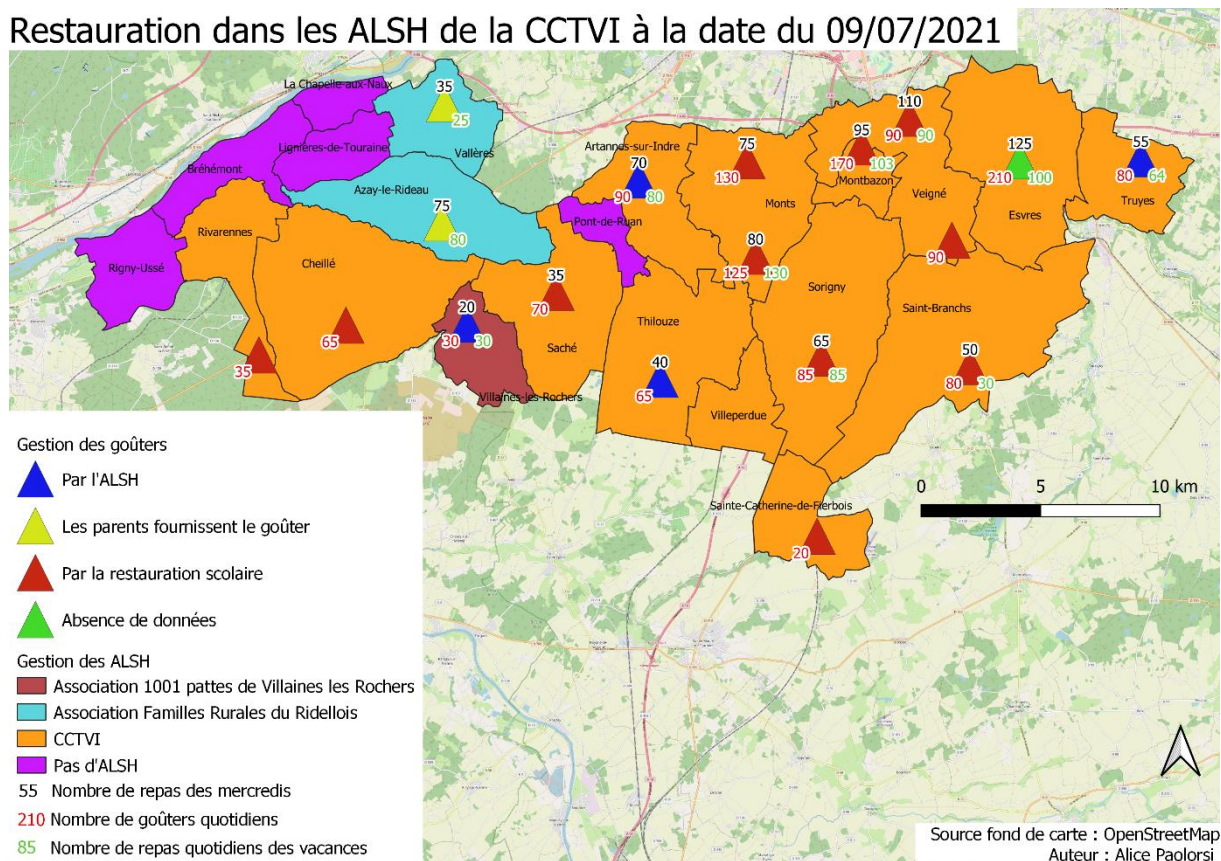 Restauration dans les ALSH de la CCTVI à la date du 09/07/2021
La Chapelle-aux-Naux
35
25
Vallères
Lignières-de-Touraine
Bréhémont
Azay-le-Rideau
75
80
Rivarennes
Rigny-Ussé
Cheillé
65
35
20
30 30
Villaines-les-Rochers
35
70
Saché
Artannes-sur-Indre
70
90 80
Pont-de-Ruan
75
130
Monts
80
125 130
95
170 103
Montbazon
110
90 90
Veigné
90
125
210 100
Esvres
55
80 64
Truyes
Sorigny
65
85 85
Saint-Branchs
50
80 30
Thilouze
40
65
Villeperdue
Sainte-Catherine-de-Fierbois
20
0 5 10 km
Gestion des goûters
Par l'ALSH
Les parents fournissent le goûter
Par la restauration scolaire
Absence de données
Gestion des ALSH
Association 1001 pattes de Villaines les Rochers
Association Familles Rurales du Ridellois
CCTVI
Pas d'ALSH
55 Nombre de repas des mercredis
210 Nombre de goûters quotidiens
85 Nombre de repas quotidiens des vacances
Source fond de carte : OpenStreetMap
Auteur : Alice Paolorsi